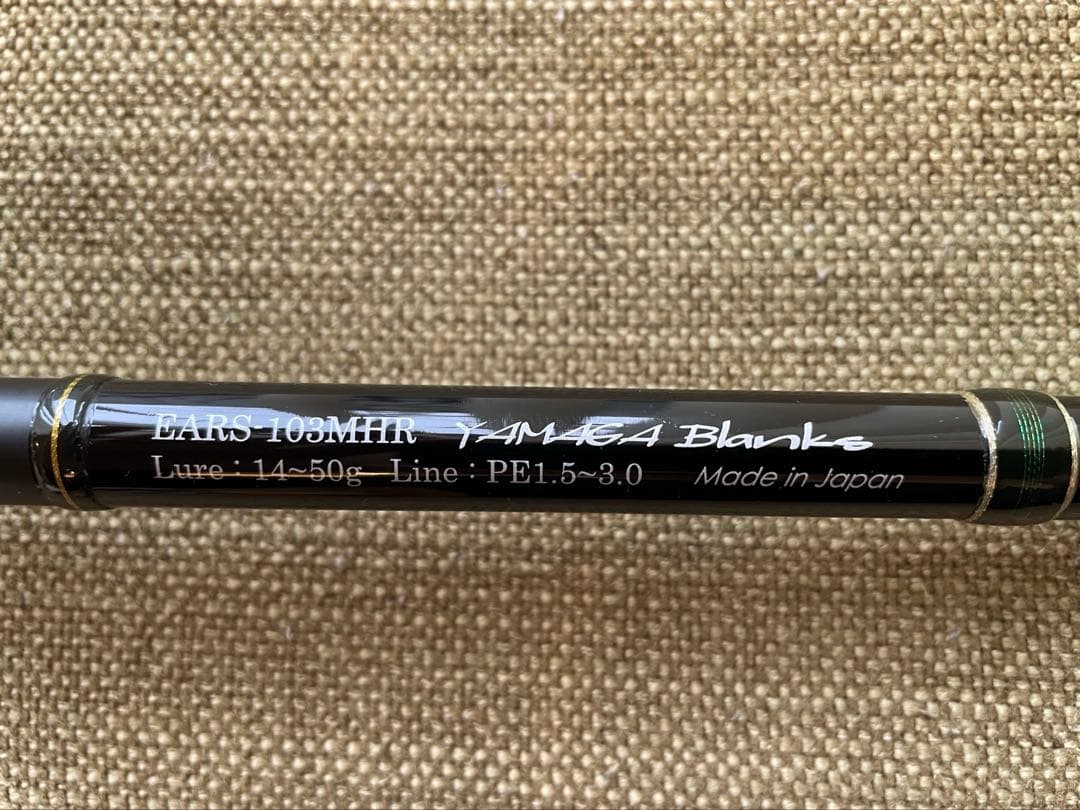 EARS-103MHR YAMAGA Blanks
Lure : 14~50g Line : PE1.5~3.0 Made in Japan